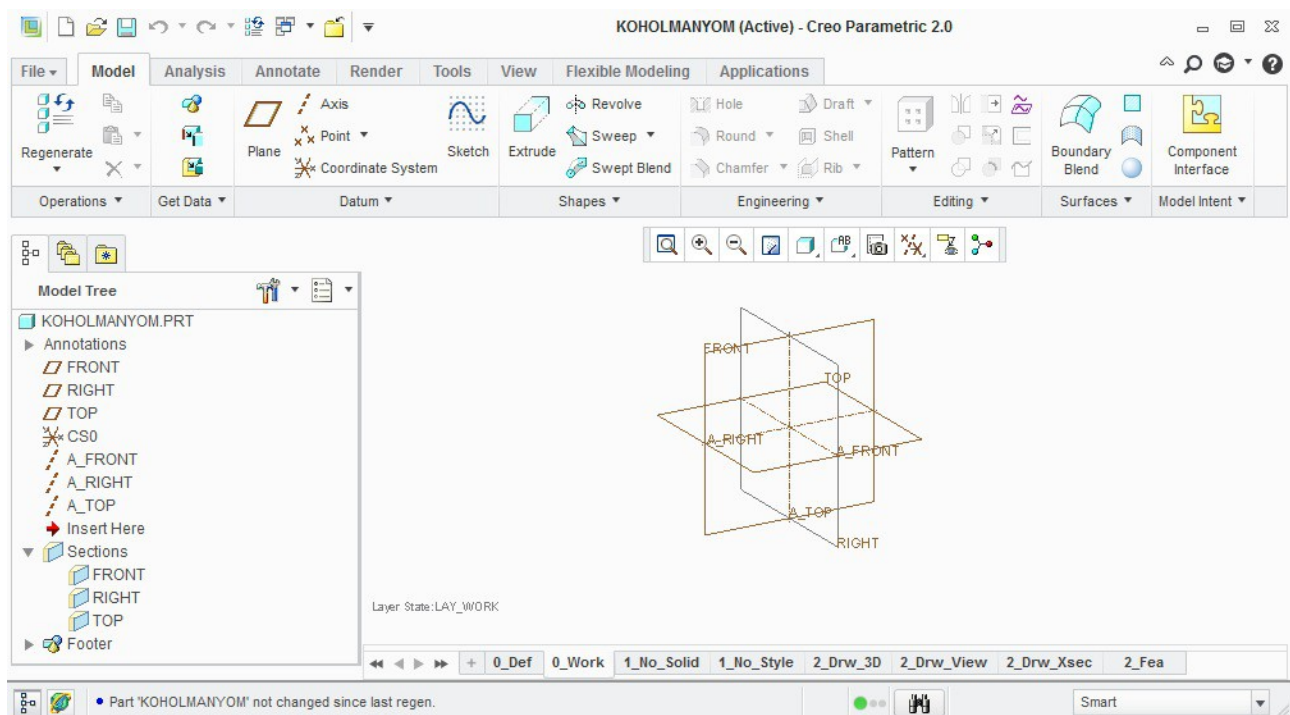 KOHOLMANYOM (Active) - Creo Parametric 2.0
File Model Analysis Annotate Render Tools View Flexible Modeling Applications
Regenerate
Plane
Axis
Point
Coordinate System
Sketch
Extrude
Revolve
Sweep
Swept Blend
Hole
Round
Chamfer
Draft
Shell
Rib
Pattern
Boundary
Blend
Component
Interface
Operations Get Data Datum Shapes Engineering Editing Surfaces Model Intent
Model Tree
KOHOLMANYOM.PRT
Annotations
FRONT
RIGHT
TOP
CS0
A_FRONT
A_RIGHT
A_TOP
Insert Here
Sections
FRONT
RIGHT
TOP
Footer
FRONT
TOP
A_RIGHT
A_FRONT
A_TOP
RIGHT
Layer State:LAY_WORK
0_Def 0_Work 1_No_Solid 1_No_Style 2_Drw_3D 2_Drw_View 2_Drw_Xsec 2_Fea
• Part 'KOHOLMANYOM' not changed since last regen.
Smart